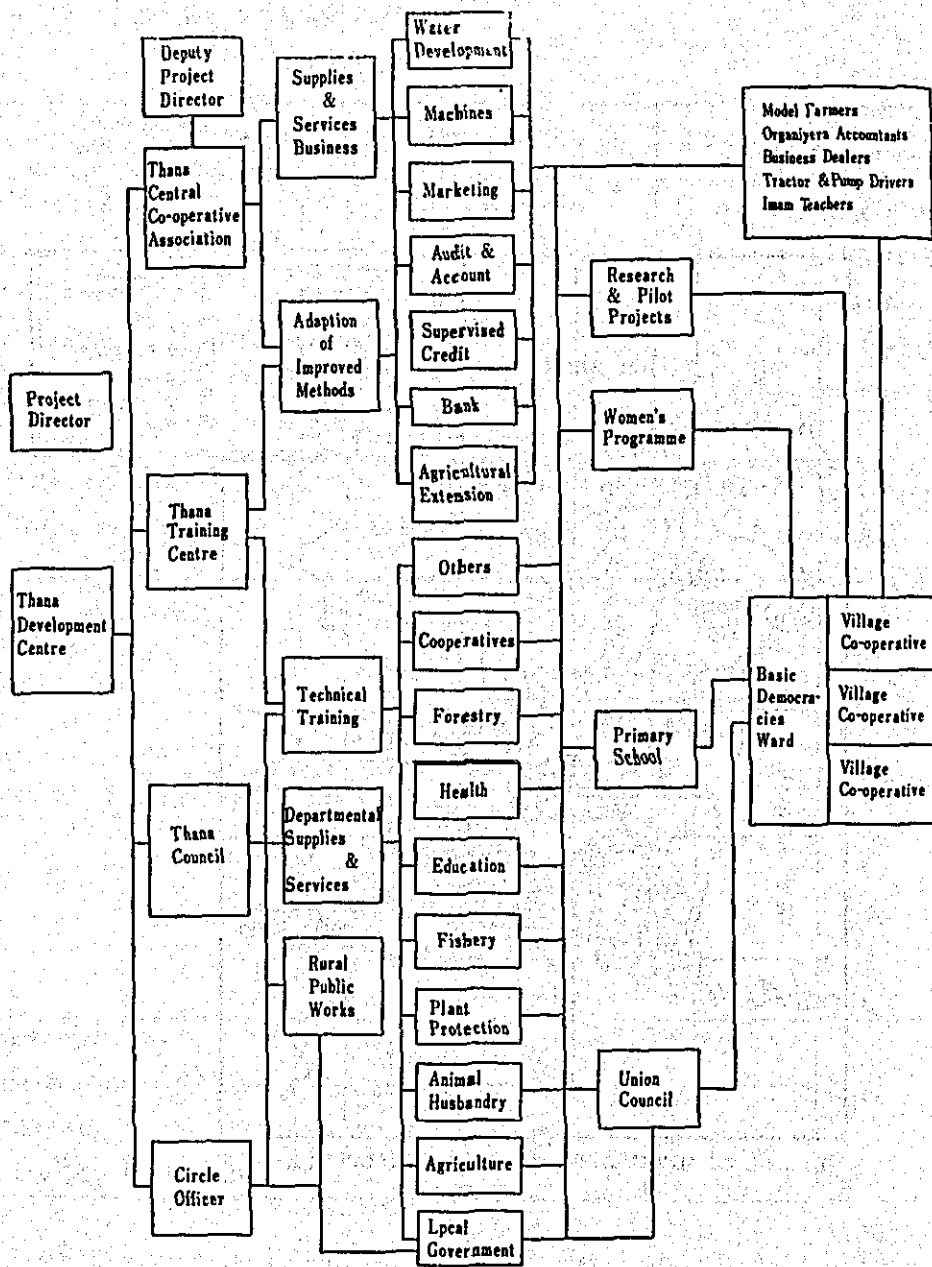 Project
Director
Thana
Development
Centre
Deputy
Project
Director
Thana
Central
Co-operative
Association
Thana
Training
Centre
Thana
Council
Circle
Officer
Supplies
&
Services
Business
Adaption
of
Improved
Methods
Technical
Training
Departmental
Supplies
&
Services
Rural
Public
Works
Water
Development
Machines
Marketing
Audit &
Account
Supervised
Credit
Bank
Agricultural
Extension
Others
Cooperatives
Forestry
Health
Education
Fishery
Plant
Protection
Animal
Husbandry
Agriculture
Lpcal
Government
Research
& Pilot
Projects
Women's
Programme
Primary
School
Union
Council
Model Farmers
Organiyera Accountants
Business Dealers
Tractor & Pump Drivers
Imam Teachers
Basic
Democra-
cies
Ward
Village
Co-operative
Village
Co-operative
Village
Co-operative